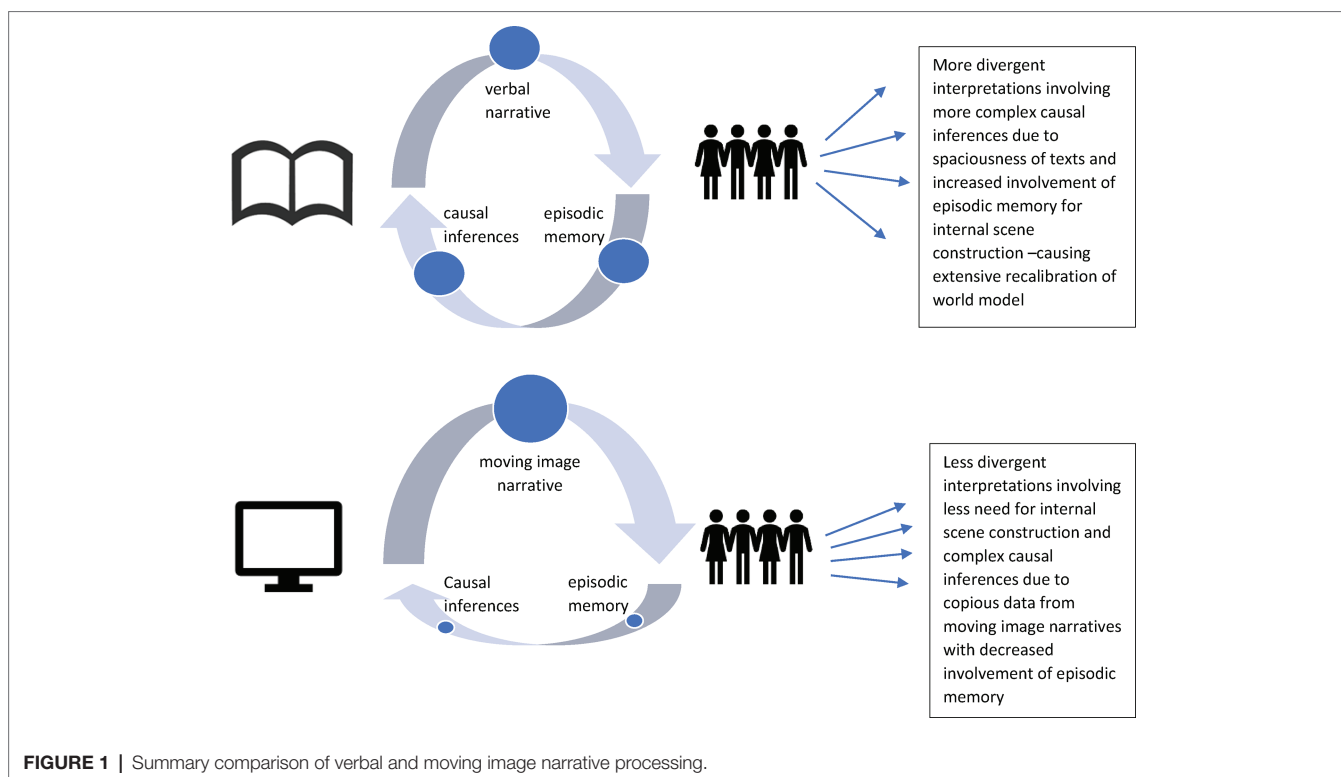 verbal
narrative
causal
inferences
episodic
memory
More divergent
interpretations involving
more complex causal
inferences due to
spaciousness of texts and
increased involvement of
episodic memory for
internal scene
construction –causing
extensive recalibration of
world model
moving image
narrative
Causal
inferences
episodic
memory
Less divergent
interpretations involving
less need for internal
scene construction and
complex causal
inferences due to
copious data from
moving image narratives
with decreased
involvement of episodic
memory
FIGURE 1 | Summary comparison of verbal and moving image narrative processing.